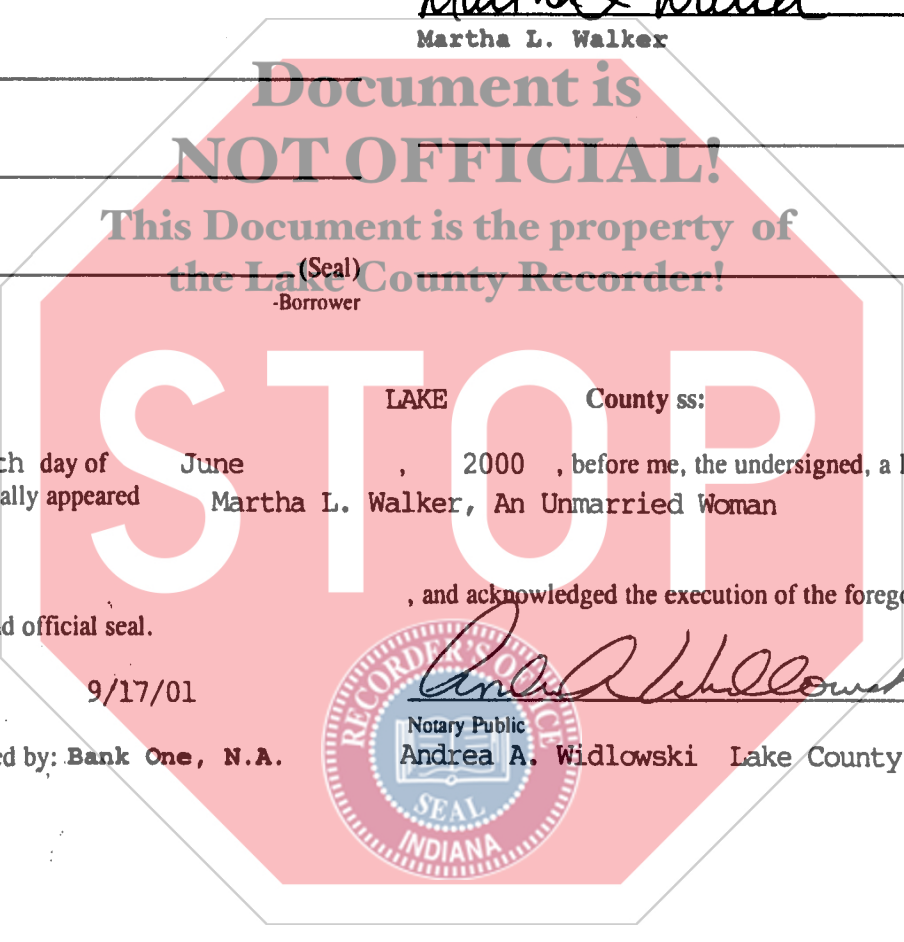 Martha L. Walker
Martha L. Walker
Document is
NOT OFFICIAL!
This Document is the property of
the Lake County Recorder!
(Seal)
-Borrower
STOP
LAKE County ss:
ch day of June , 2000 , before me, the undersigned, a
ally appeared Martha L. Walker, An Unmarried Woman
, and acknowledged the execution of the forego
d official seal.
9/17/01
Notary Public
ed by: Bank One, N.A. Andrea A. Widlowski Lake County
RECORDER'S OFFICE
SEAL
INDIANA